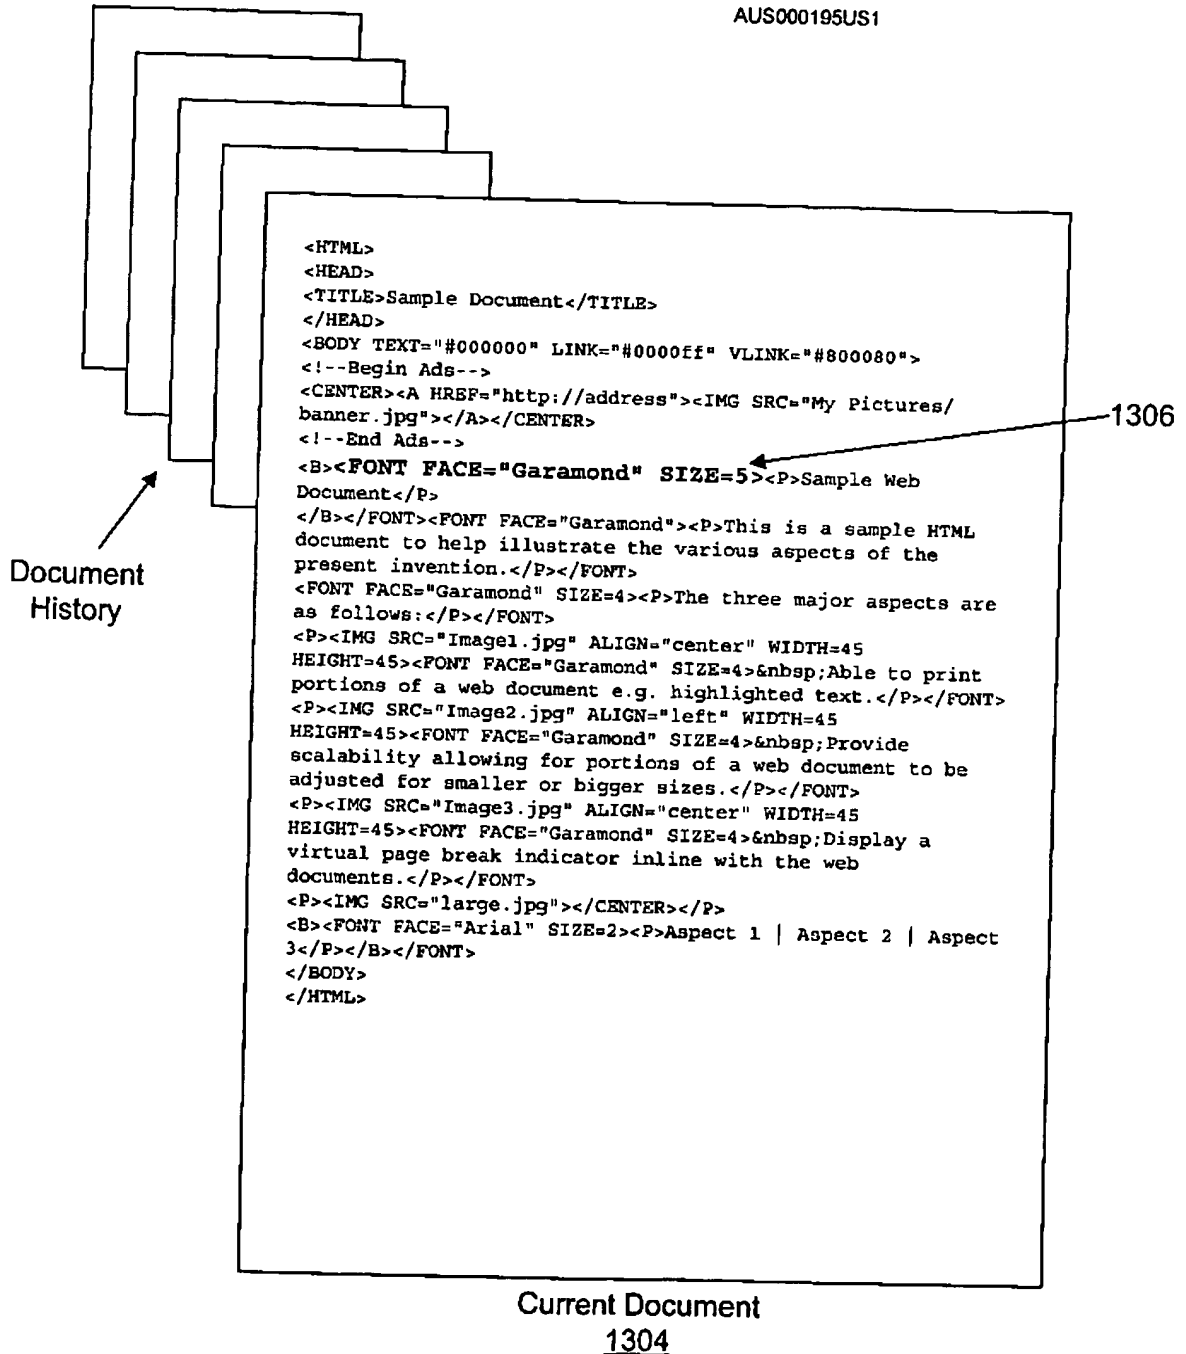 AUS000195US1
<HTML>
<HEAD>
<TITLE>Sample Document</TITLE>
</HEAD>
<BODY TEXT="#000000" LINK="#0000ff" VLINK="#800080">
<!--Begin Ads-->
<CENTER><A HREF="http://address"><IMG SRC="My Pictures/
banner.jpg"></A></CENTER>
<!--End Ads-->
1306
<B><FONT FACE="Garamond" SIZE=5><P>Sample Web
Document</P>
</B></FONT><FONT FACE="Garamond"><P>This is a sample HTML
document to help illustrate the various aspects of the
present invention.</P></FONT>
<FONT FACE="Garamond" SIZE=4><P>The three major aspects are
as follows:</P></FONT>
<P><IMG SRC="Image1.jpg" ALIGN="center" WIDTH=45
HEIGHT=45><FONT FACE="Garamond" SIZE=4>&nbsp;Able to print
portions of a web document e.g. highlighted text.</P></FONT>
<P><IMG SRC="Image2.jpg" ALIGN="left" WIDTH=45
HEIGHT=45><FONT FACE="Garamond" SIZE=4>&nbsp;Provide
scalability allowing for portions of a web document to be
adjusted for smaller or bigger sizes.</P></FONT>
<P><IMG SRC="Image3.jpg" ALIGN="center" WIDTH=45
HEIGHT=45><FONT FACE="Garamond" SIZE=4>&nbsp;Display a
virtual page break indicator inline with the web
documents.</P></FONT>
<P><IMG SRC="large.jpg"></CENTER></P>
<B><FONT FACE="Arial" SIZE=2><P>Aspect 1 | Aspect 2 | Aspect
3</P></B></FONT>
</BODY>
</HTML>
Document
History
Current Document
1304